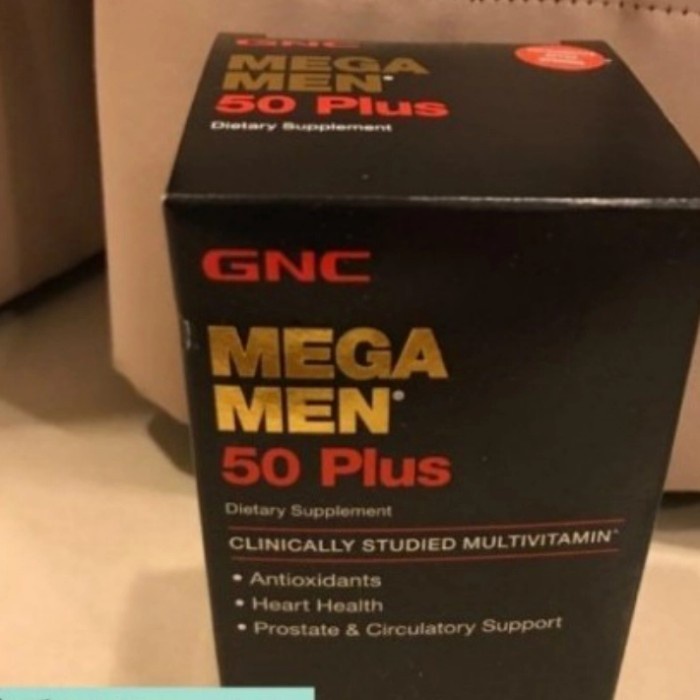 GNC
MEGA
MEN®
50 Plus
Dietary Supplement
GNC
MEGA
MEN®
50 Plus
Dietary Supplement
CLINICALLY STUDIED MULTIVITAMIN
• Antioxidants
• Heart Health
• Prostate & Circulatory Support